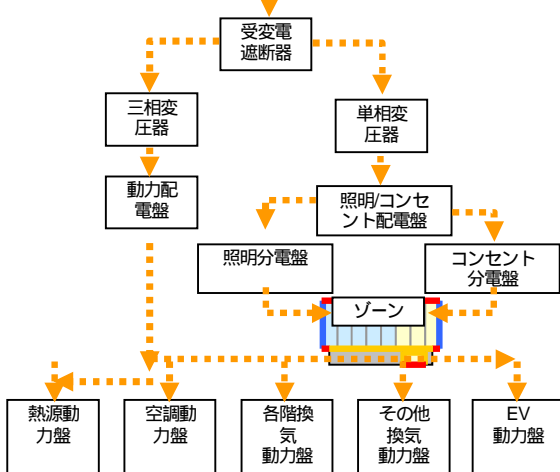 受変電
遮断器
三相変
圧器
単相変
圧器
動力配
電盤
照明/コンセ
ント配電盤
照明分電盤
コンセント
分電盤
ゾーン
熱源動
力盤
空調動
力盤
各階換
気
動力盤
その他
換気
動力盤
EV
動力盤